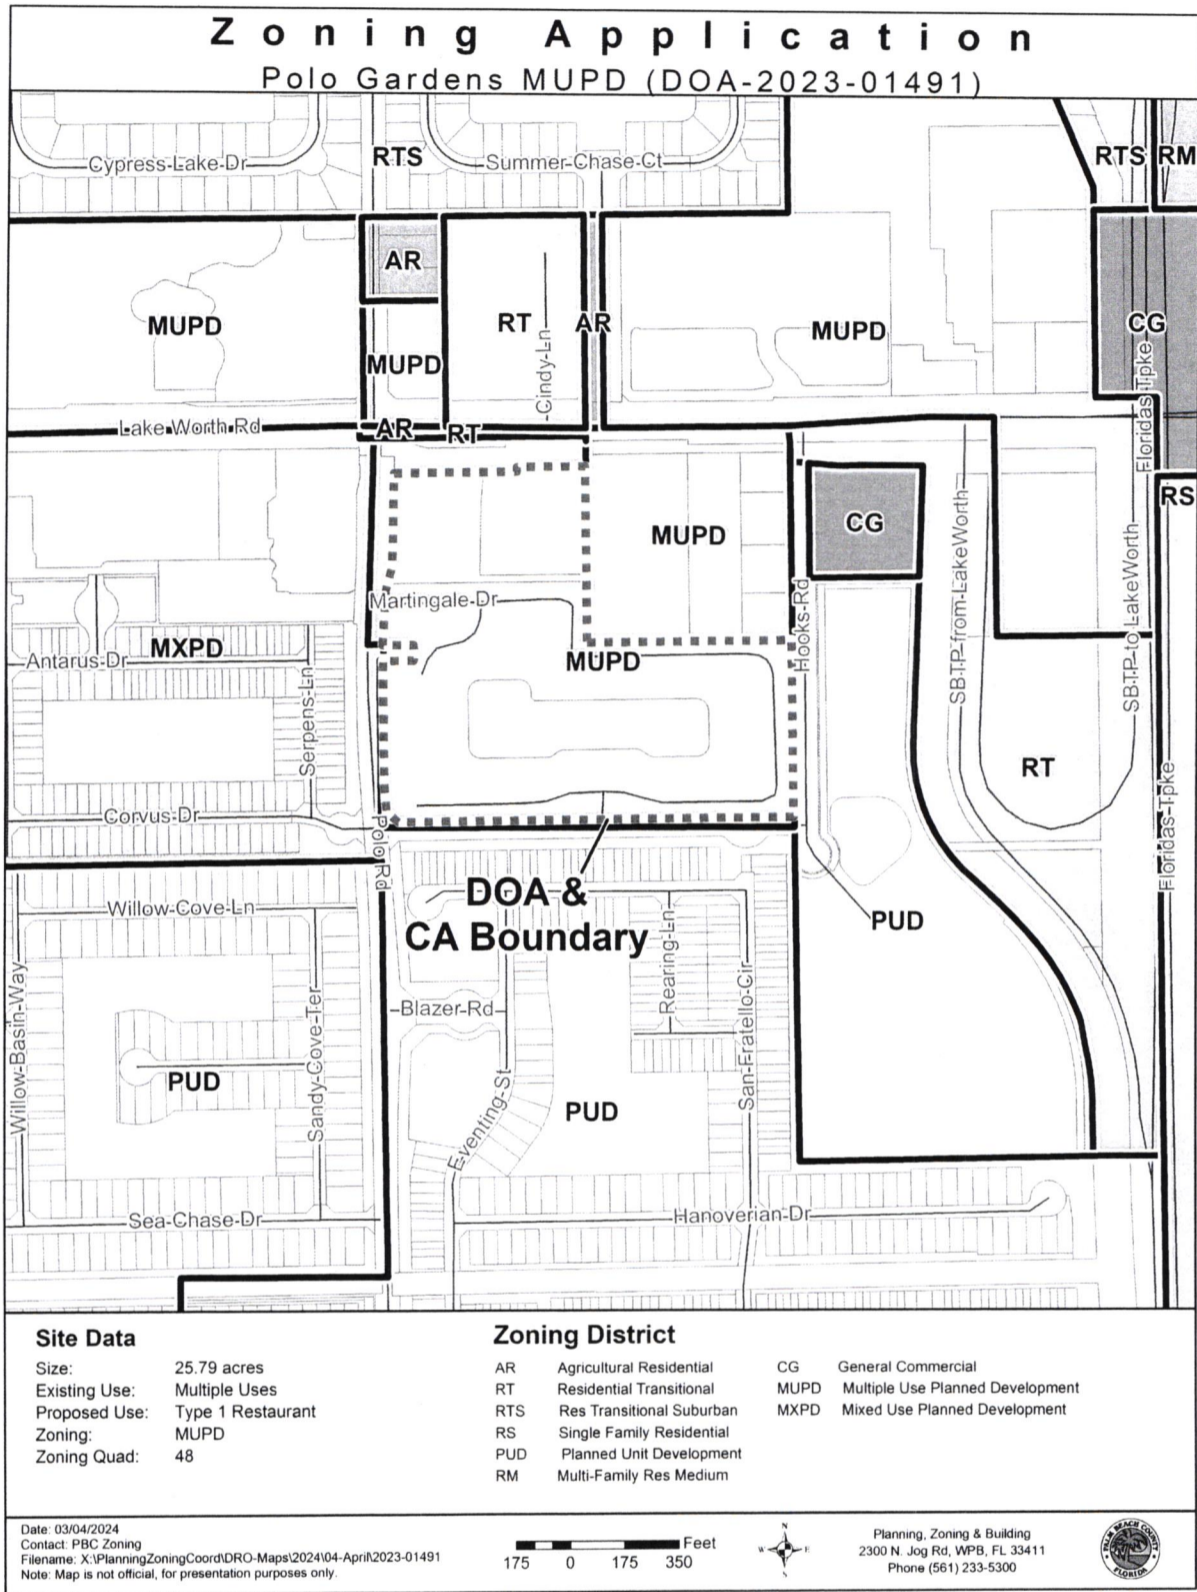 Zoning Application
Polo Gardens MUPD (DOA-2023-01491)
Cypress-Lake-Dr
RTS
Summer-Chase-Ct
RTS
RM
AR
MUPD
RT
AR
MUPD
CG
MUPD
Cindy-Ln
Floridas-Tpke
Lake-Worth-Rd
AR
RT
RS
MUPD
CG
SBTP-from-LakeWorth
SBTP-to LakeWorth
Martingale-Dr
Hooks-Rd
MXPD
Antarus-Dr
MUPD
Serpens-Ln
RT
Corvus-Dr
Polo-Rd
Floridas-Tpke
DOA &
CA Boundary
Willow-Cove-Ln
PUD
Willow-Basin-Way
Sandy-Cove-Ter
Rearing-Ln
San-Fratello-Cir
Blazer-Rd
PUD
Eventing-St
PUD
Sea-Chase-Dr
Hanoverian-Dr
Site Data
Size: 25.79 acres
Existing Use: Multiple Uses
Proposed Use: Type 1 Restaurant
Zoning: MUPD
Zoning Quad: 48
Zoning District
AR Agricultural Residential
RT Residential Transitional
RTS Res Transitional Suburban
RS Single Family Residential
PUD Planned Unit Development
RM Multi-Family Res Medium
CG General Commercial
MUPD Multiple Use Planned Development
MXPD Mixed Use Planned Development
Date: 03/04/2024
Contact: PBC Zoning
Filename: X:\PlanningZoningCoord\DRO-Maps\2024\04-April\2023-01491
Note: Map is not official, for presentation purposes only.
Feet
175 0 175 350
N
W E
S
Planning, Zoning & Building
2300 N. Jog Rd, WPB, FL 33411
Phone (561) 233-5300
PALM BEACH COUNTY
FLORIDA